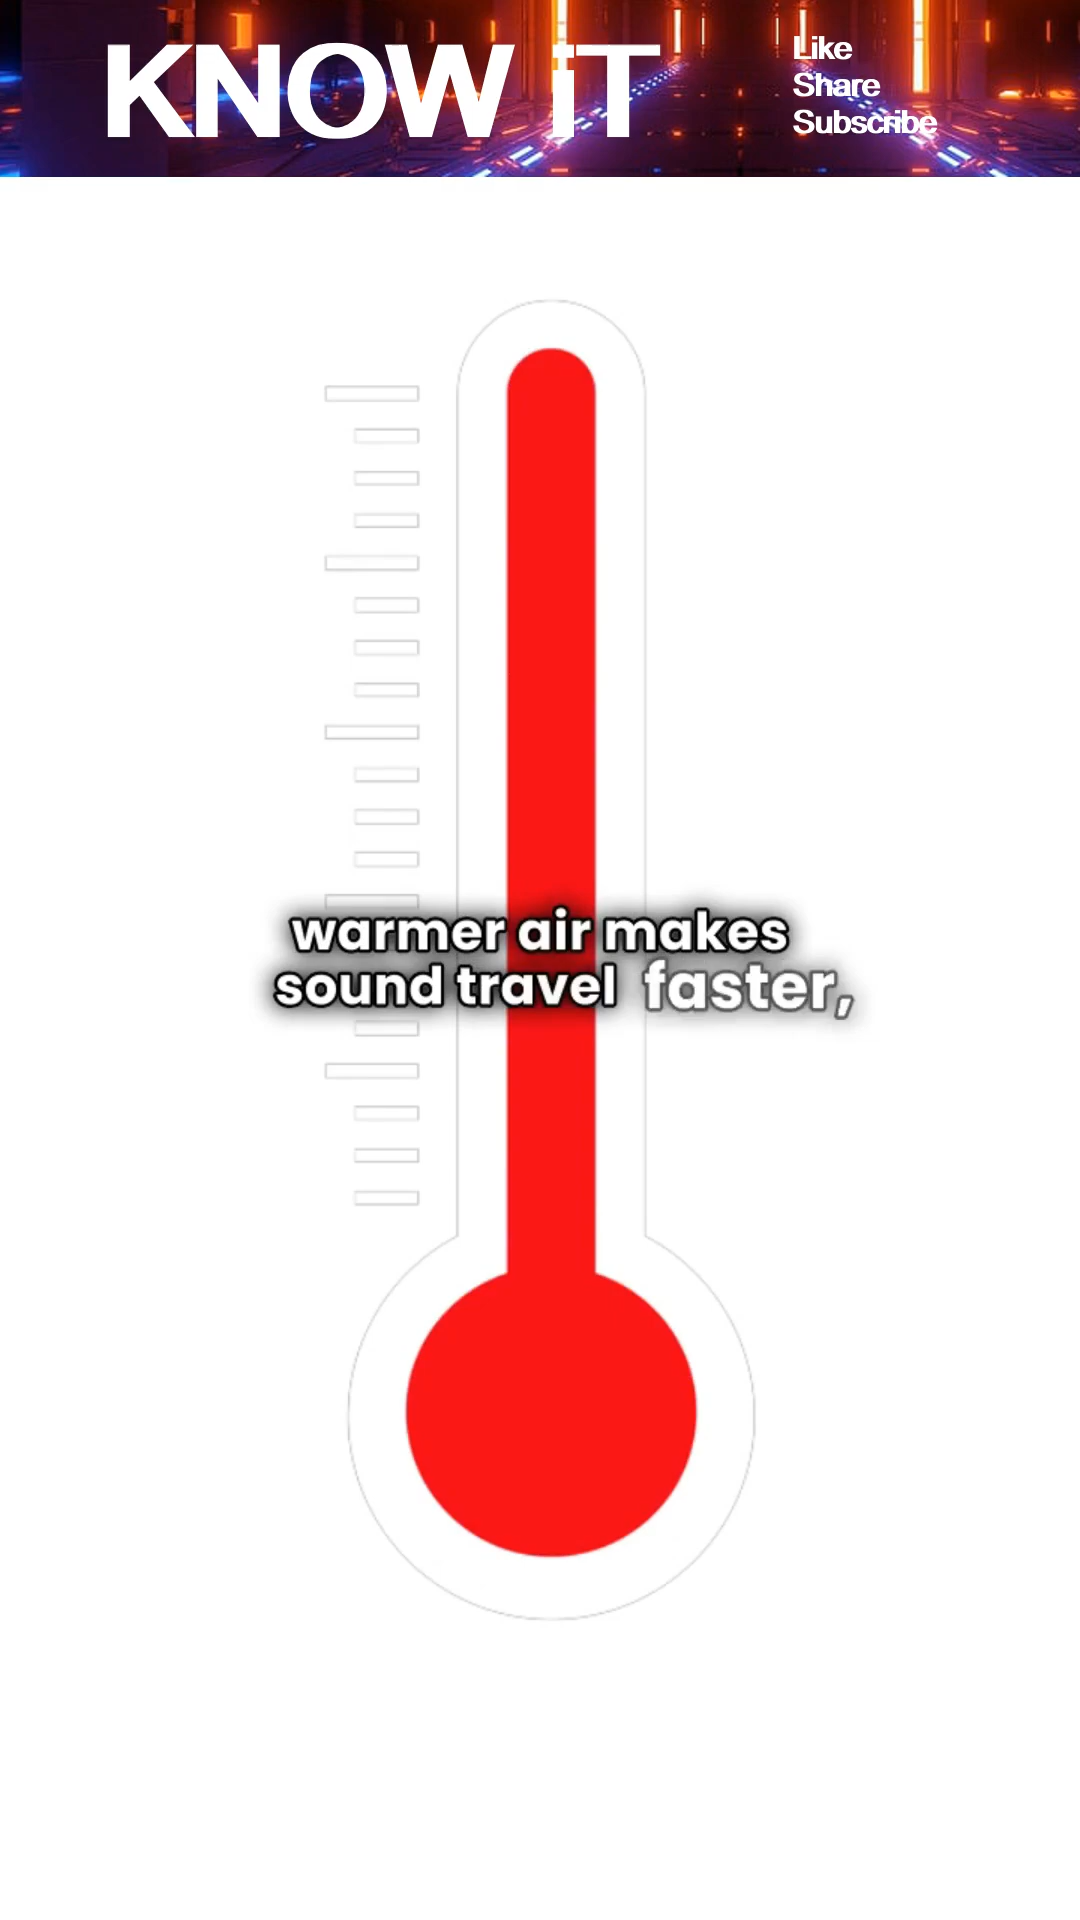 KNOW iT
Like
Share
Subscribe
warmer air makes
sound travel faster,